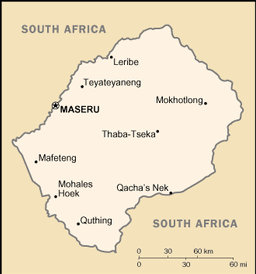 SOUTH AFRICA
Leribe
Teyateyaneng
Mokhotlong
MASERU
Thaba-Tseka
Mafeteng
Mohales
Hoek
Qacha's Nek
Quthing
SOUTH AFRICA
0 30 60 km
0 30 60 mi